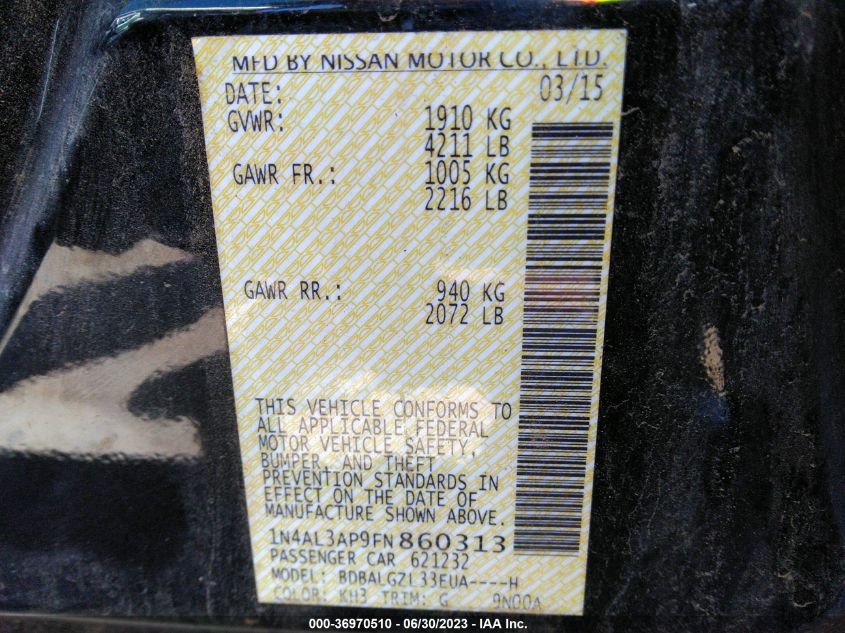 MFD BY NISSAN MOTOR CO., LTD.
DATE: 03/15
GVWR: 1910 KG
4211 LB
GAWR FR.: 1005 KG
2216 LB
GAWR RR.: 940 KG
2072 LB
THIS VEHICLE CONFORMS TO
ALL APPLICABLE FEDERAL
MOTOR VEHICLE SAFETY,
BUMPER, AND THEFT
PREVENTION STANDARDS IN
EFFECT ON THE DATE OF
MANUFACTURE SHOWN ABOVE.
1N4AL3AP9FN 860313
PASSENGER CAR 621232
MODEL: BDBALGZL33EUA----H
COLOR: KH3 TRIM: G 9N00A
000-36970510 - 06/30/2023 - IAA Inc.